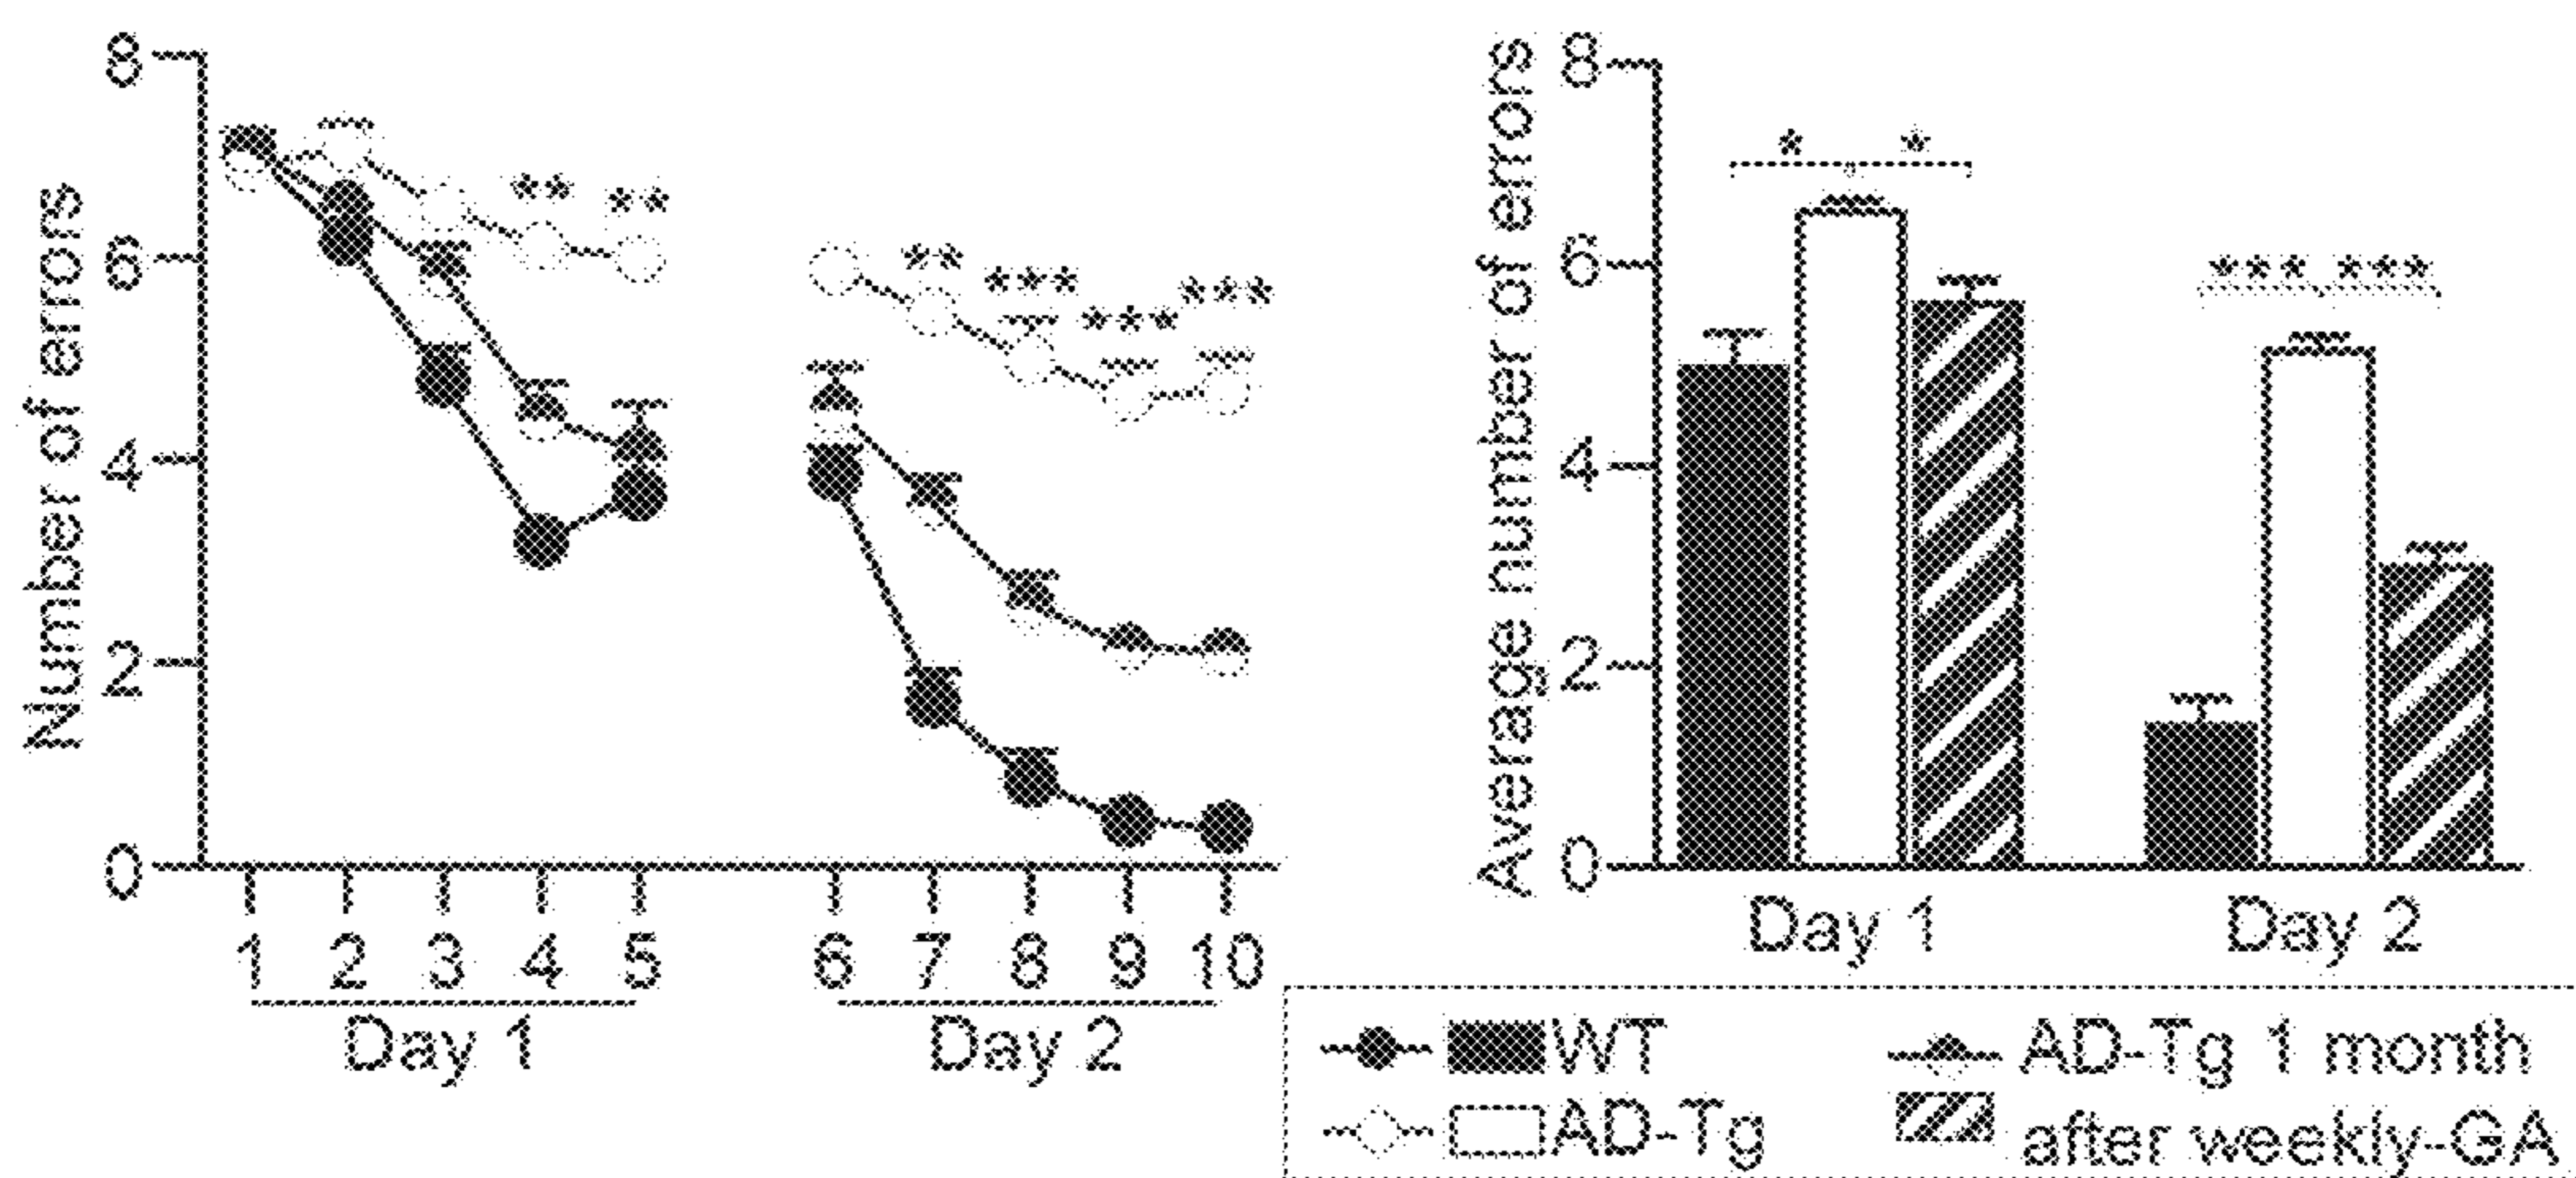 Number of errors
8
6
4
2
0
** **
** *** *** ***
1 2 3 4 5 6 7 8 9 10
Day 1 Day 2
Average number of errors
8
6
4
2
0
* *
*** ***
Day 1 Day 2
WT
AD-Tg
AD-Tg 1 month
after weekly-GA